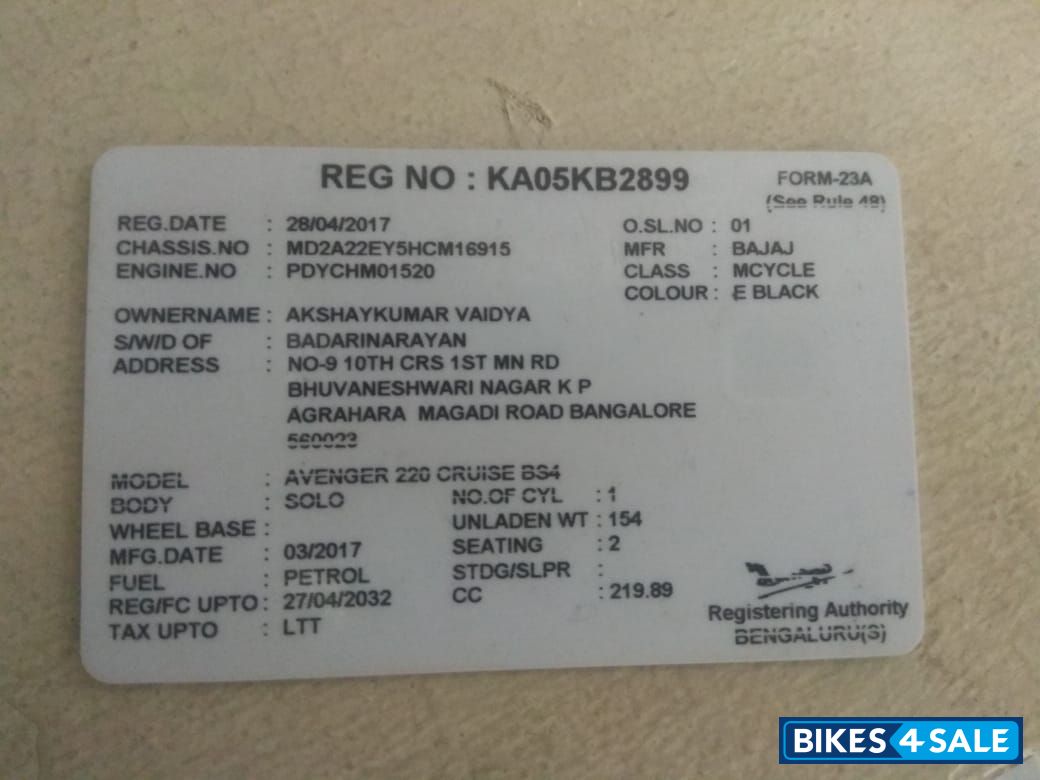 REG NO : KA05KB2899
FORM-23A
(See Rule 48)
REG.DATE : 28/04/2017 O.SL.NO : 01
CHASSIS.NO : MD2A22EY5HCM16915 MFR : BAJAJ
ENGINE.NO : PDYCHM01520 CLASS : MCYCLE
COLOUR : E BLACK
OWNERNAME : AKSHAYKUMAR VAIDYA
S/W/D OF : BADARINARAYAN
ADDRESS : NO-9 10TH CRS 1ST MN RD
BHUVANESHWARI NAGAR K P
AGRAHARA MAGADI ROAD BANGALORE
560023
MODEL : AVENGER 220 CRUISE BS4
BODY : SOLO NO.OF CYL : 1
WHEEL BASE : UNLADEN WT : 154
MFG.DATE : 03/2017 SEATING : 2
FUEL : PETROL STDG/SLPR :
REG/FC UPTO : 27/04/2032 CC : 219.89
TAX UPTO : LTT
Registering Authority
BENGALURU(S)
BIKES4SALE